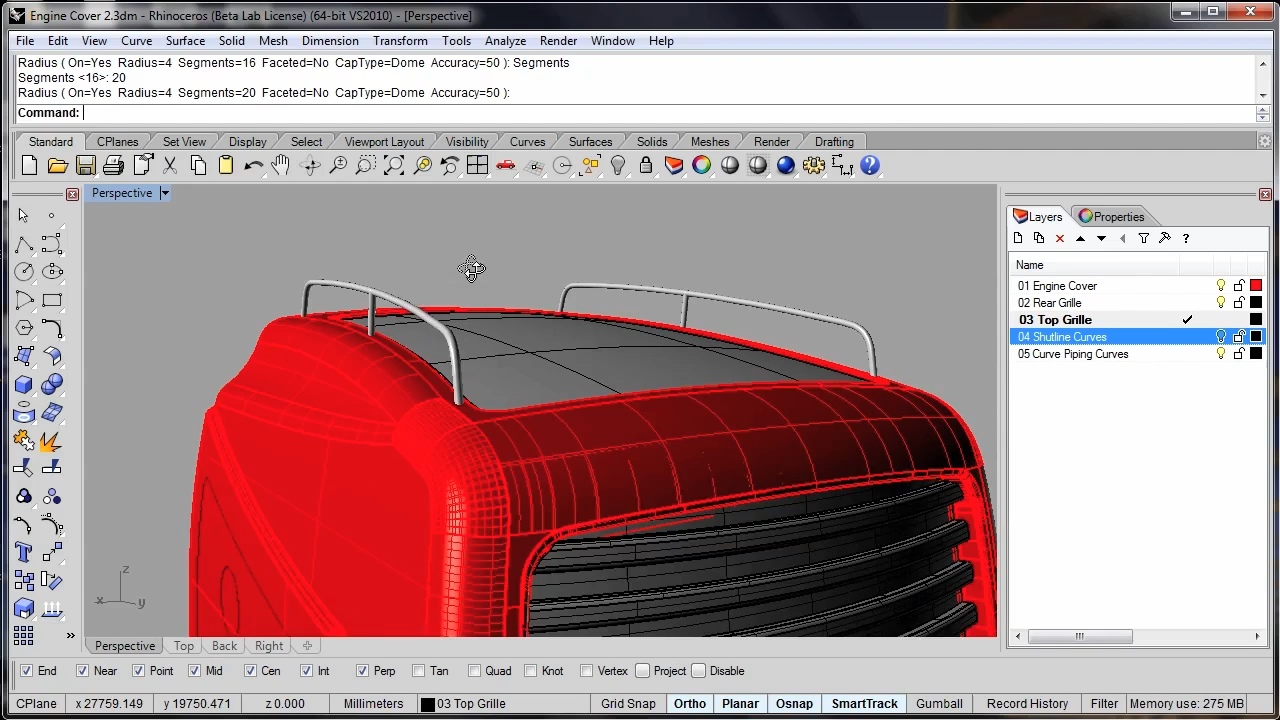 Engine Cover 2.3dm - Rhinoceros (Beta Lab License) (64-bit VS2010) - [Perspective]
File Edit View Curve Surface Solid Mesh Dimension Transform Tools Analyze Render Window Help
Radius ( On=Yes Radius=4 Segments=16 Faceted=No CapType=Dome Accuracy=50 ): Segments
Segments <16>: 20
Radius ( On=Yes Radius=4 Segments=20 Faceted=No CapType=Dome Accuracy=50 ):
Command:
Standard CPlanes Set View Display Select Viewport Layout Visibility Curves Surfaces Solids Meshes Render Drafting
Perspective
Layers Properties
Name
01 Engine Cover
02 Rear Grille
03 Top Grille
04 Shutline Curves
05 Curve Piping Curves
z
x y
Perspective Top Back Right
End Near Point Mid Cen Int Perp Tan Quad Knot Vertex Project Disable
CPlane x 27759.149 y 19750.471 z 0.000 Millimeters 03 Top Grille Grid Snap Ortho Planar Osnap SmartTrack Gumball Record History Filter Memory use: 275 MB